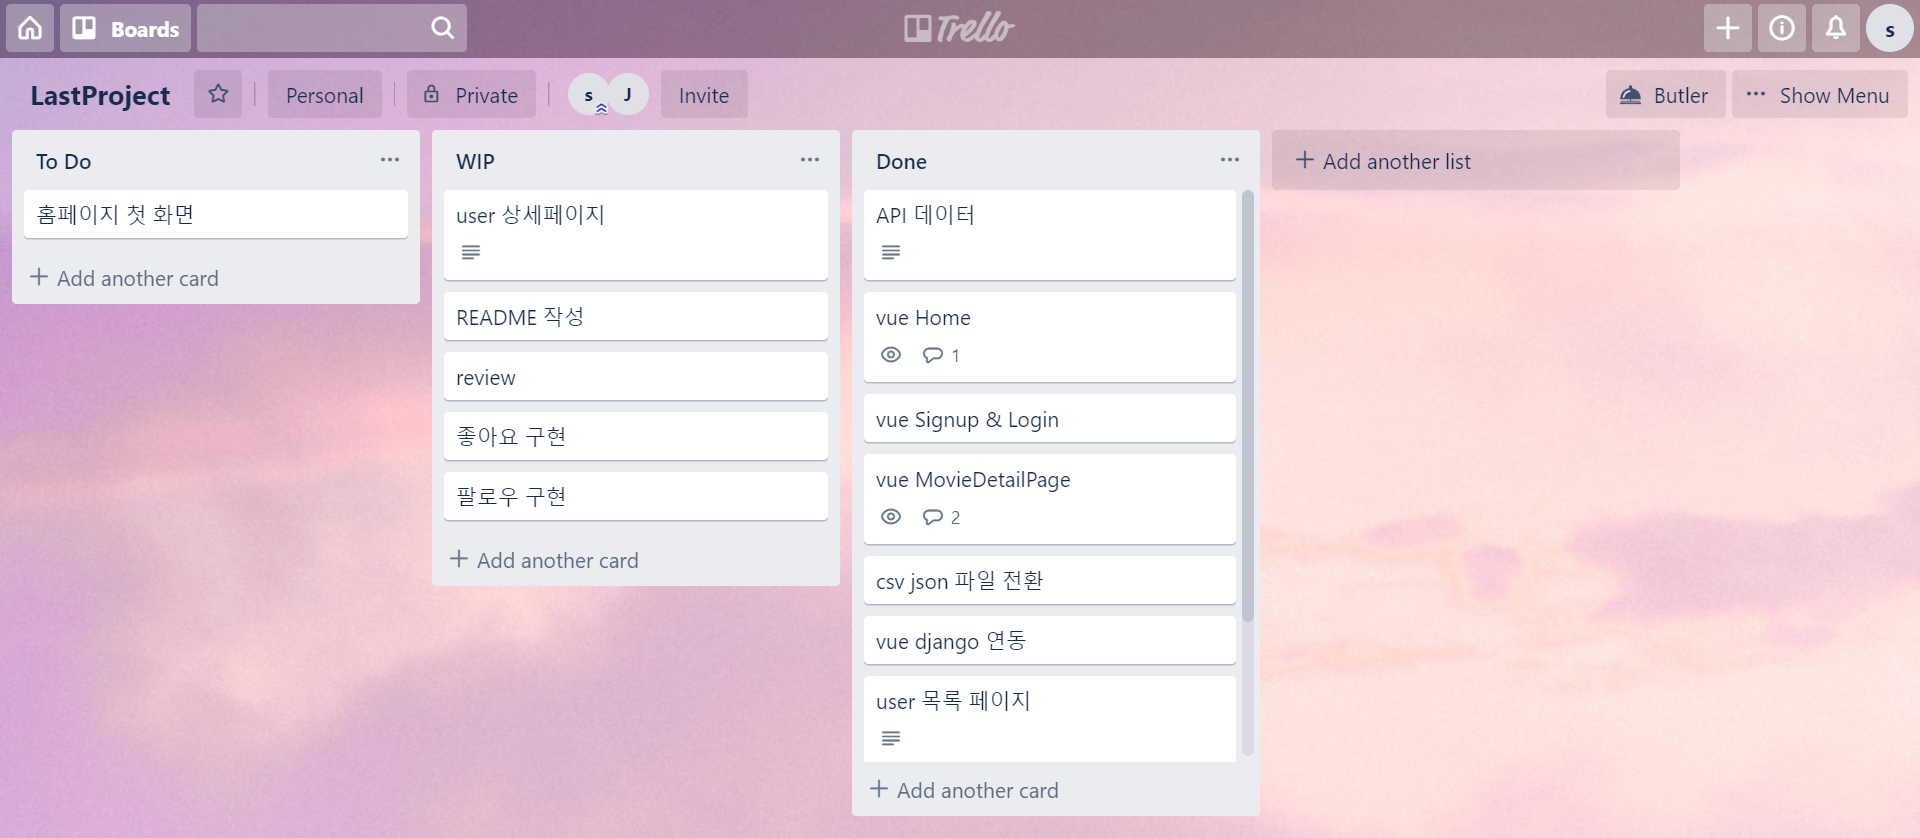 Boards
Trello
s
LastProject
Personal
Private
s
J
Invite
Butler
Show Menu
To Do
홈페이지 첫 화면
Add another card
WIP
user 상세페이지
README 작성
review
좋아요 구현
팔로우 구현
Add another card
Done
API 데이터
vue Home
1
vue Signup & Login
vue MovieDetailPage
2
csv json 파일 전환
vue django 연동
user 목록 페이지
Add another card
Add another list